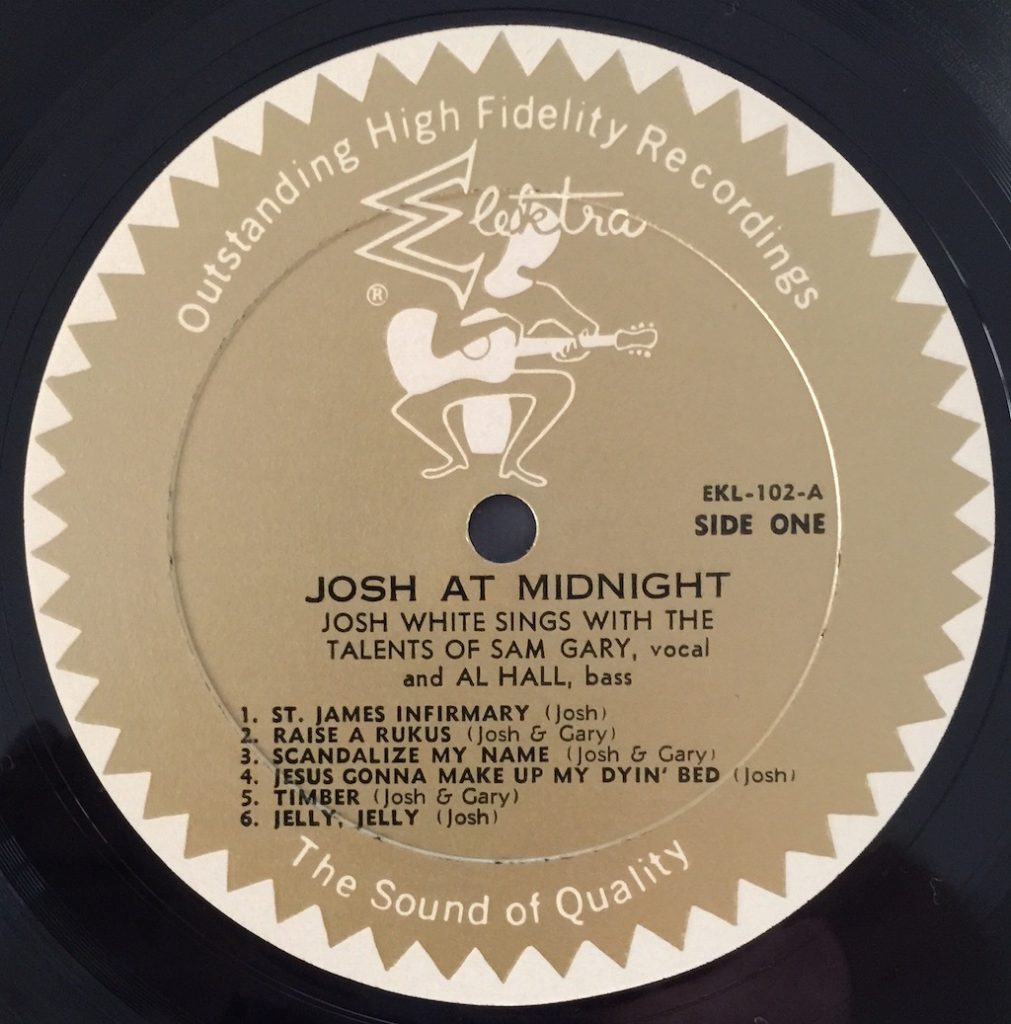 Outstanding High Fidelity Recordings
Elektra
®
EKL-102-A
SIDE ONE
JOSH AT MIDNIGHT
JOSH WHITE SINGS WITH THE
TALENTS OF SAM GARY, vocal
and AL HALL, bass
1. ST. JAMES INFIRMARY (Josh)
2. RAISE A RUKUS (Josh & Gary)
3. SCANDALIZE MY NAME (Josh & Gary)
4. JESUS GONNA MAKE UP MY DYIN' BED (Josh)
5. TIMBER (Josh & Gary)
6. JELLY, JELLY (Josh)
The Sound of Quality